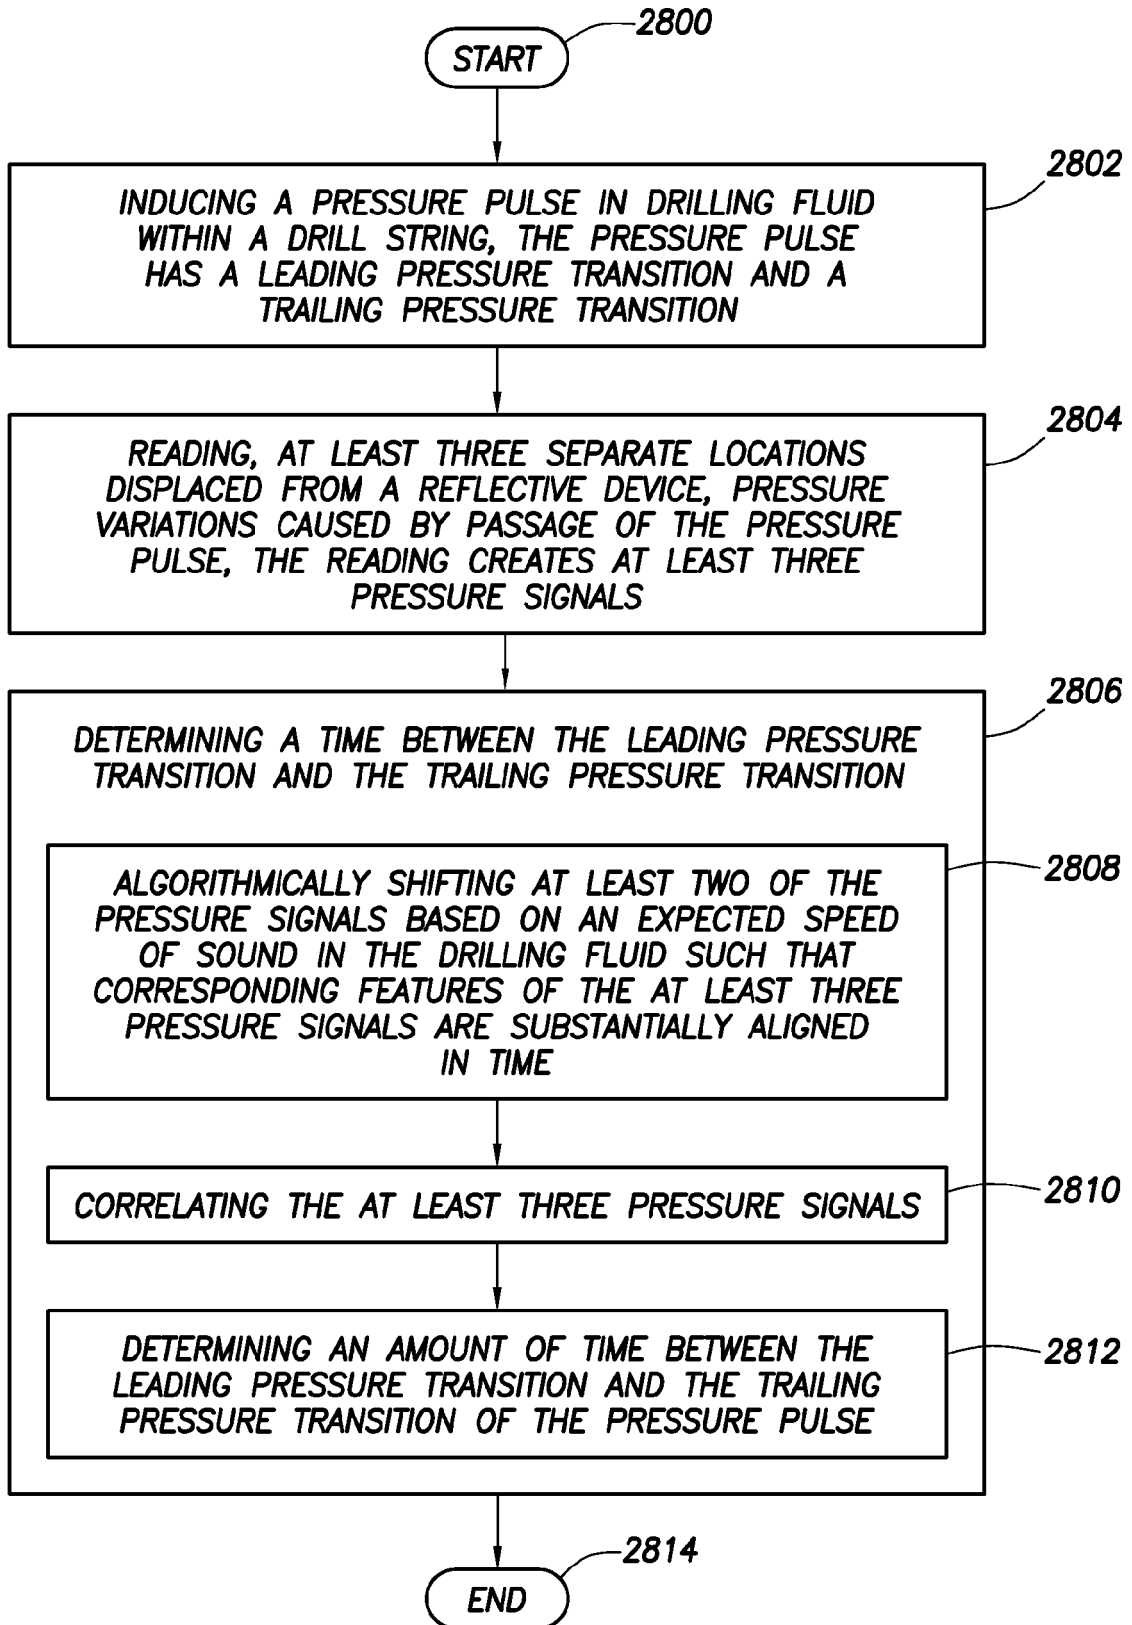 2800
START
2802
INDUCING A PRESSURE PULSE IN DRILLING FLUID
WITHIN A DRILL STRING, THE PRESSURE PULSE
HAS A LEADING PRESSURE TRANSITION AND A
TRAILING PRESSURE TRANSITION
2804
READING, AT LEAST THREE SEPARATE LOCATIONS
DISPLACED FROM A REFLECTIVE DEVICE, PRESSURE
VARIATIONS CAUSED BY PASSAGE OF THE PRESSURE
PULSE, THE READING CREATES AT LEAST THREE
PRESSURE SIGNALS
2806
DETERMINING A TIME BETWEEN THE LEADING PRESSURE
TRANSITION AND THE TRAILING PRESSURE TRANSITION
2808
ALGORITHMICALLY SHIFTING AT LEAST TWO OF THE
PRESSURE SIGNALS BASED ON AN EXPECTED SPEED
OF SOUND IN THE DRILLING FLUID SUCH THAT
CORRESPONDING FEATURES OF THE AT LEAST THREE
PRESSURE SIGNALS ARE SUBSTANTIALLY ALIGNED
IN TIME
2810
CORRELATING THE AT LEAST THREE PRESSURE SIGNALS
2812
DETERMINING AN AMOUNT OF TIME BETWEEN THE
LEADING PRESSURE TRANSITION AND THE TRAILING
PRESSURE TRANSITION OF THE PRESSURE PULSE
2814
END